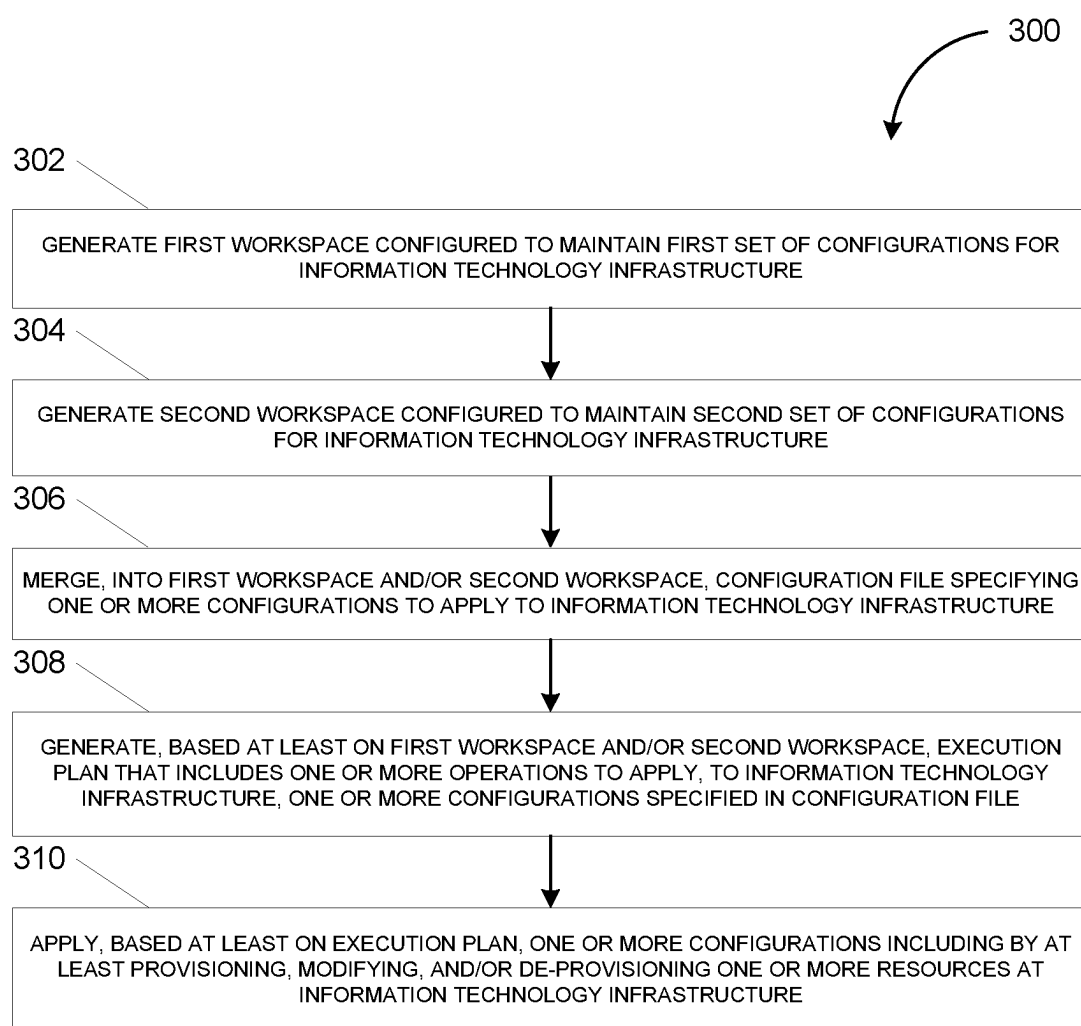 300
302
GENERATE FIRST WORKSPACE CONFIGURED TO MAINTAIN FIRST SET OF CONFIGURATIONS FOR
INFORMATION TECHNOLOGY INFRASTRUCTURE
304
GENERATE SECOND WORKSPACE CONFIGURED TO MAINTAIN SECOND SET OF CONFIGURATIONS
FOR INFORMATION TECHNOLOGY INFRASTRUCTURE
306
MERGE, INTO FIRST WORKSPACE AND/OR SECOND WORKSPACE, CONFIGURATION FILE SPECIFYING
ONE OR MORE CONFIGURATIONS TO APPLY TO INFORMATION TECHNOLOGY INFRASTRUCTURE
308
GENERATE, BASED AT LEAST ON FIRST WORKSPACE AND/OR SECOND WORKSPACE, EXECUTION
PLAN THAT INCLUDES ONE OR MORE OPERATIONS TO APPLY, TO INFORMATION TECHNOLOGY
INFRASTRUCTURE, ONE OR MORE CONFIGURATIONS SPECIFIED IN CONFIGURATION FILE
310
APPLY, BASED AT LEAST ON EXECUTION PLAN, ONE OR MORE CONFIGURATIONS INCLUDING BY AT
LEAST PROVISIONING, MODIFYING, AND/OR DE-PROVISIONING ONE OR MORE RESOURCES AT
INFORMATION TECHNOLOGY INFRASTRUCTURE